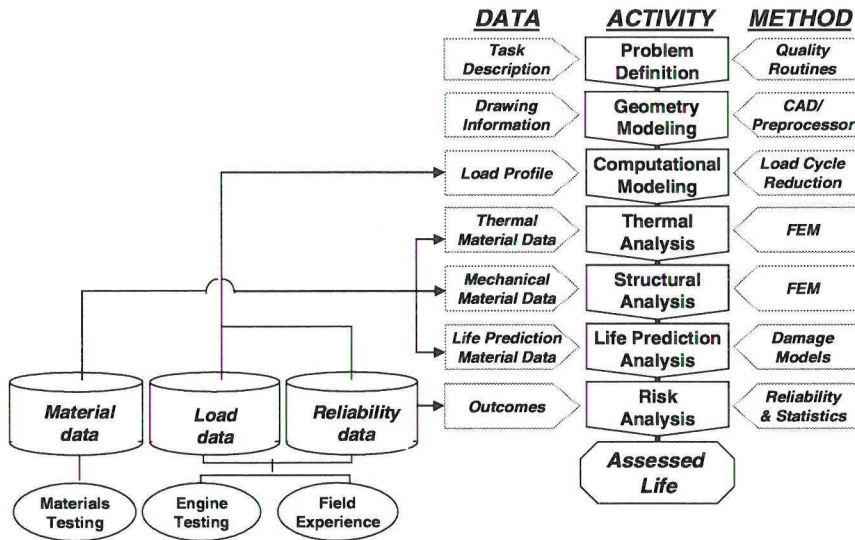 DATA ACTIVITY METHOD
Task
Description
Problem
Definition
Quality
Routines
Drawing
Information
Geometry
Modeling
CAD/
Preprocessor
Load Profile
Computational
Modeling
Load Cycle
Reduction
Thermal
Material Data
Thermal
Analysis
FEM
Mechanical
Material Data
Structural
Analysis
FEM
Life Prediction
Material Data
Life Prediction
Analysis
Damage
Models
Outcomes
Risk
Analysis
Reliability
& Statistics
Assessed
Life
Material
data
Load
data
Reliability
data
Materials
Testing
Engine
Testing
Field
Experience